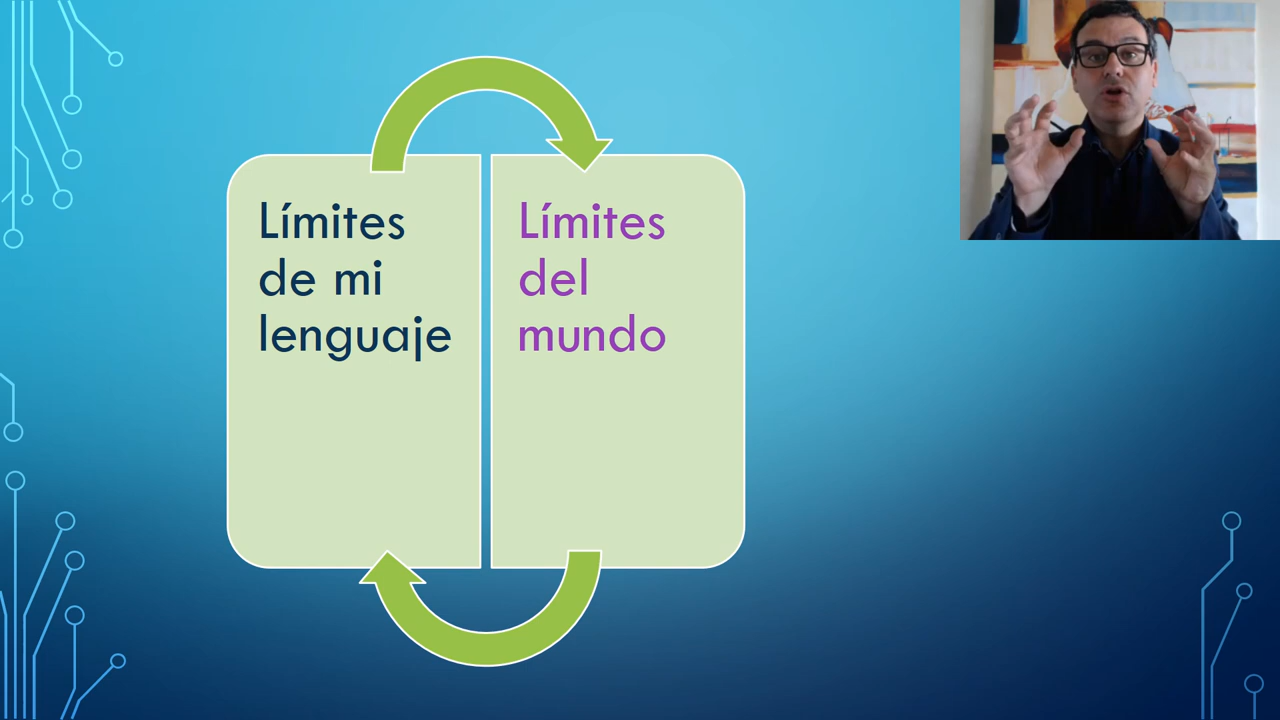 Límites
de mi
lenguaje
Límites
del
mundo